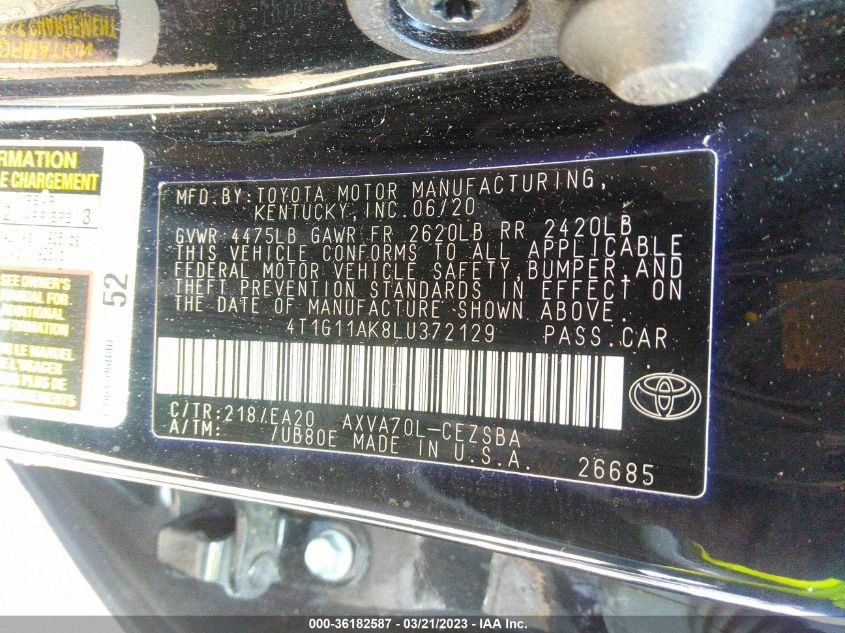 RMATION
LE CHARGEMENT
3
SEE OWNER'S
MANUAL FOR
ADDITIONAL
52
MFD.BY:TOYOTA MOTOR MANUFACTURING,
KENTUCKY, INC. 06/20
GVWR 4475LB GAWR FR 2620LB RR 2420LB
THIS VEHICLE CONFORMS TO ALL APPLICABLE
FEDERAL MOTOR VEHICLE SAFETY, BUMPER, AND
THEFT PREVENTION STANDARDS IN EFFECT ON
THE DATE OF MANUFACTURE SHOWN ABOVE.
4T1G11AK8LU372129 PASS.CAR
C/TR:218/EA20 AXVA70L-CEZSBA
A/TM: /UB80E MADE IN U.S.A. 26685
000-36182587 - 03/21/2023 - IAA Inc.